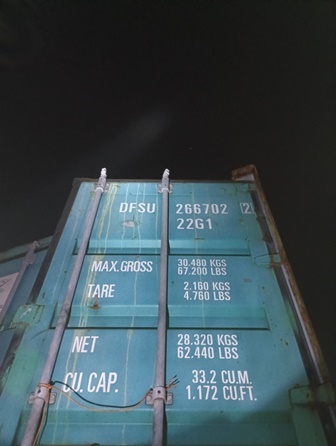 DFSU 266702 2
22G1
MAX.GROSS 30.480 KGS
67.200 LBS
TARE 2.160 KGS
4.760 LBS
NET 28.320 KGS
62.440 LBS
CU. CAP. 33.2 CU.M.
1.172 CU.FT.